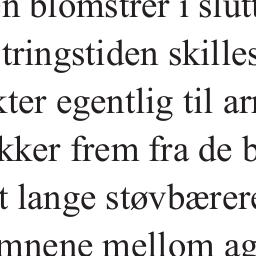 n blomstrer i slutt
tringstiden skilles
kter egentlig til arr
kker frem fra de b
t lange støvbærere
mnene mellom ag